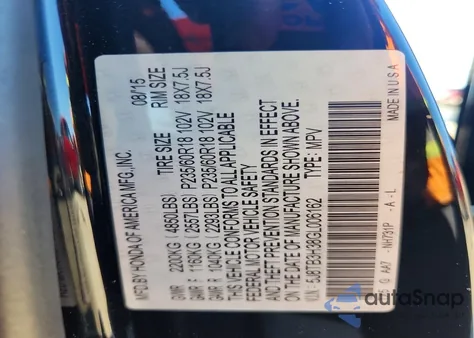 MFD. BY HONDA OF AMERICA MFG., INC. 08/15
TIRE SIZE RIM SIZE
GVWR 2200KG (4850LBS)
GAWR F 1160KG (2557LBS) P235/60R18 102V 18X7.5J
GAWR R 1040KG (2293LBS) P235/60R18 102V 18X7.5J
THIS VEHICLE CONFORMS TO ALL APPLICABLE
FEDERAL MOTOR VEHICLE SAFETY
AND THEFT PREVENTION STANDARDS IN EFFECT
ON THE DATE OF MANUFACTURE SHOWN ABOVE.
V.I.N.: 5J8TB3H38GL006162 TYPE: MPV
NH731P -A -L
MADE IN U S A
autoSnap